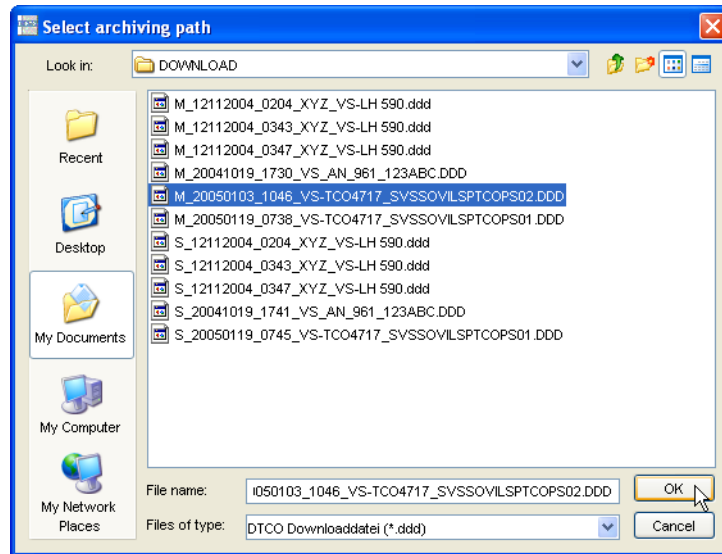 Select archiving path
Look in:
DOWNLOAD
Recent
Desktop
My Documents
My Computer
My Network
Places
M_12112004_0204_XYZ_VS-LH 590.ddd
M_12112004_0343_XYZ_VS-LH 590.ddd
M_12112004_0347_XYZ_VS-LH 590.ddd
M_20041019_1730_VS_AN_961_123ABC.DDD
M_20050103_1046_VS-TCO4717_SVSSOVILSPTCOPS02.DDD
M_20050119_0738_VS-TCO4717_SVSSOVILSPTCOPS01.DDD
S_12112004_0204_XYZ_VS-LH 590.ddd
S_12112004_0343_XYZ_VS-LH 590.ddd
S_12112004_0347_XYZ_VS-LH 590.ddd
S_20041019_1741_VS_AN_961_123ABC.DDD
S_20050119_0745_VS-TCO4717_SVSSOVILSPTCOPS01.DDD
File name:
050103_1046_VS-TCO4717_SVSSOVILSPTCOPS02.DDD
OK
Files of type:
DTCO Downloaddatei (*.ddd)
Cancel